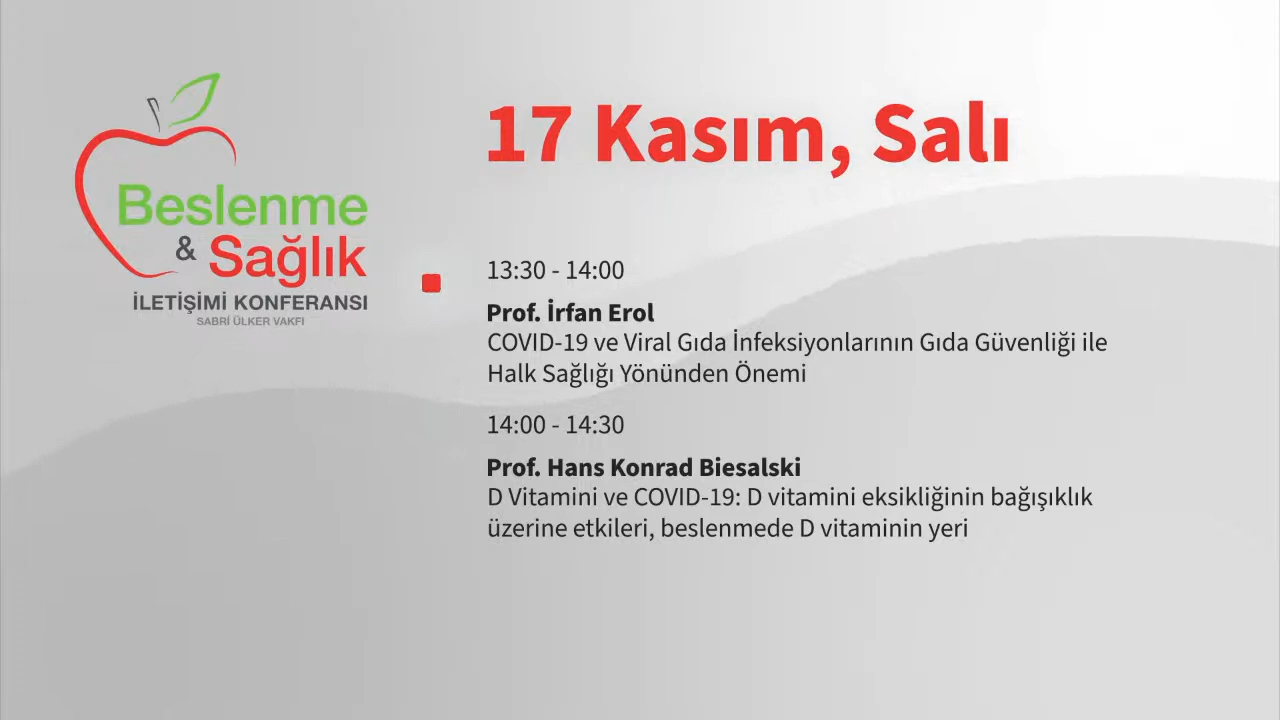 Beslenme
& Sağlık
İLETİŞİMİ KONFERANSI
SABRİ ÜLKER VAKFI
17 Kasım, Salı
13:30 - 14:00
Prof. İrfan Erol
COVID-19 ve Viral Gıda İnfeksiyonlarının Gıda Güvenliği ile
Halk Sağlığı Yönünden Önemi
14:00 - 14:30
Prof. Hans Konrad Biesalski
D Vitamini ve COVID-19: D vitamini eksikliğinin bağışıklık
üzerine etkileri, beslenmede D vitaminin yeri